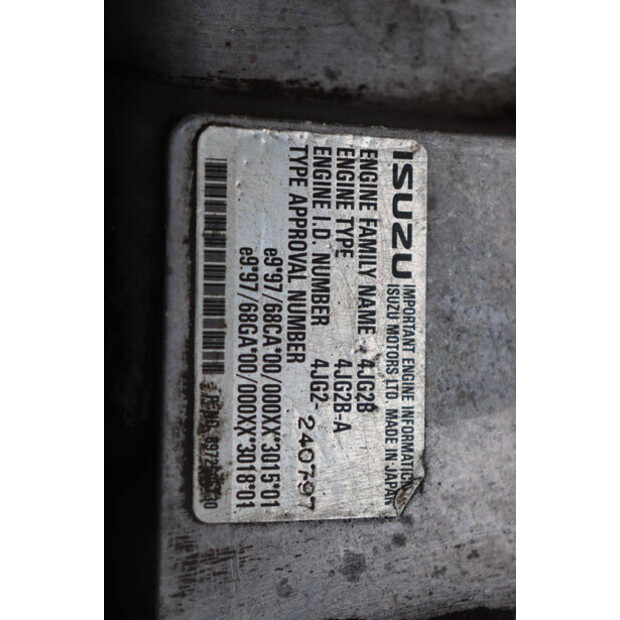 ISUZU IMPORTANT ENGINE INFORMATION
ISUZU MOTORS LTD. MADE IN JAPAN
ENGINE FAMILY NAME 4JG2B
ENGINE TYPE 4JG2B-A
ENGINE I.D. NUMBER 4JG2- 240797
TYPE APPROVAL NUMBER
e9*97/68CA*00/000XX*3015*01
e9*97/68GA*00/000XX*3018*01